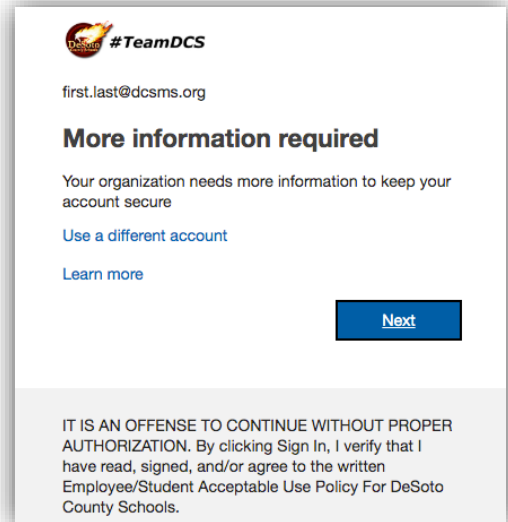 DeSoto #TeamDCS
County Schools
first.last@dcsms.org
More information required
Your organization needs more information to keep your
account secure
Use a different account
Learn more
Next
IT IS AN OFFENSE TO CONTINUE WITHOUT PROPER
AUTHORIZATION. By clicking Sign In, I verify that I
have read, signed, and/or agree to the written
Employee/Student Acceptable Use Policy For DeSoto
County Schools.